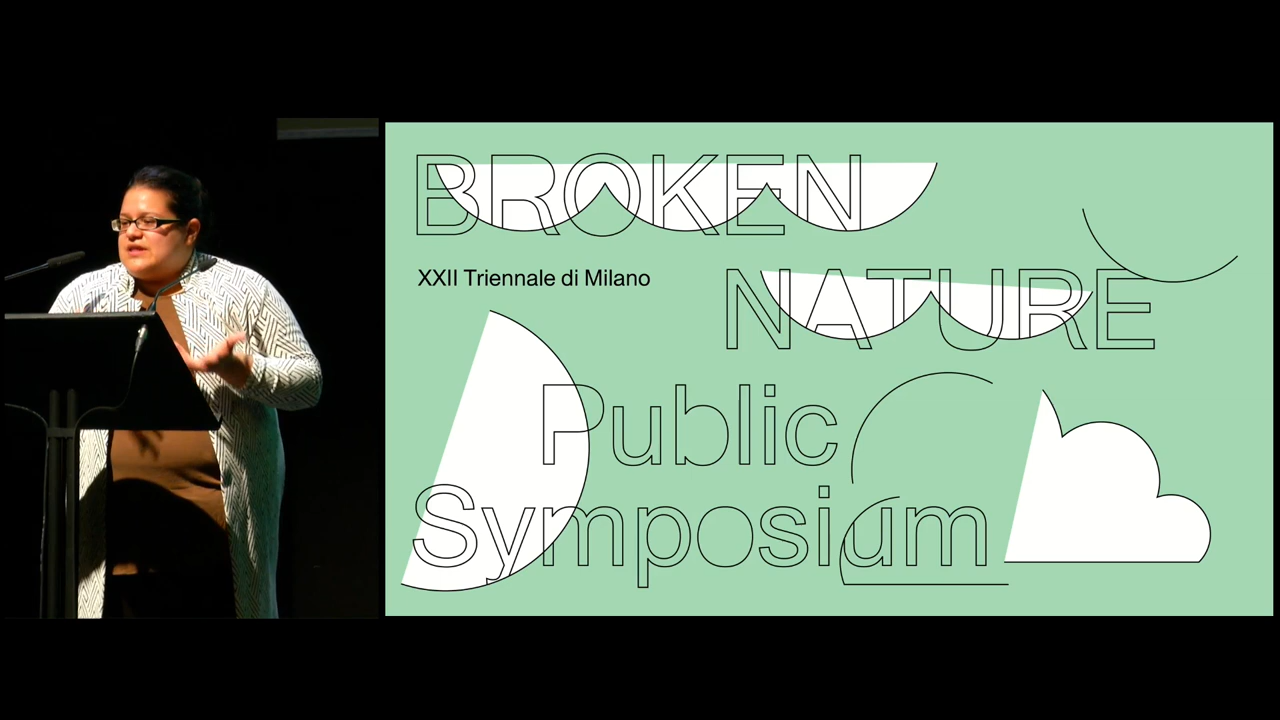 BROKEN
XXII Triennale di Milano
NATURE
Public
Symposium